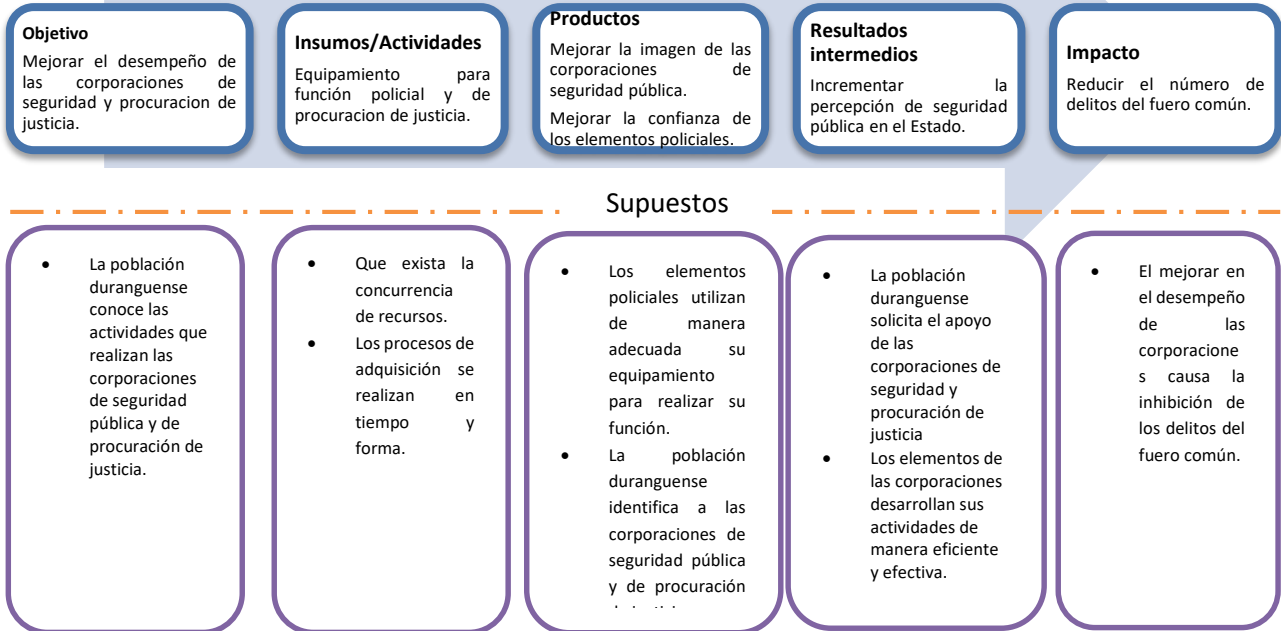 Objetivo
Mejorar el desempeño de
las corporaciones de
seguridad y procuracion de
justicia.
Insumos/Actividades
Equipamiento para
función policial y de
procuracion de justicia.
Productos
Mejorar la imagen de las
corporaciones de
seguridad pública.
Mejorar la confianza de
los elementos policiales.
Resultados
intermedios
Incrementar la
percepción de seguridad
pública en el Estado.
Impacto
Reducir el número de
delitos del fuero común.
Supuestos
• La población
duranguense
conoce las
actividades que
realizan las
corporaciones
de seguridad
pública y de
procuración de
justicia.
• Que exista la
concurrencia
de recursos.
• Los procesos de
adquisición se
realizan en
tiempo y
forma.
• Los elementos
policiales utilizan
de manera
adecuada su
equipamiento
para realizar su
función.
• La población
duranguense
identifica a las
corporaciones de
seguridad pública
y de procuración
• La población
duranguense
solicita el apoyo
de las
corporaciones de
seguridad y
procuración de
justicia
• Los elementos de
las corporaciones
desarrollan sus
actividades de
manera eficiente
y efectiva.
• El mejorar en
el desempeño
de las
corporacione
s causa la
inhibición de
los delitos del
fuero común.